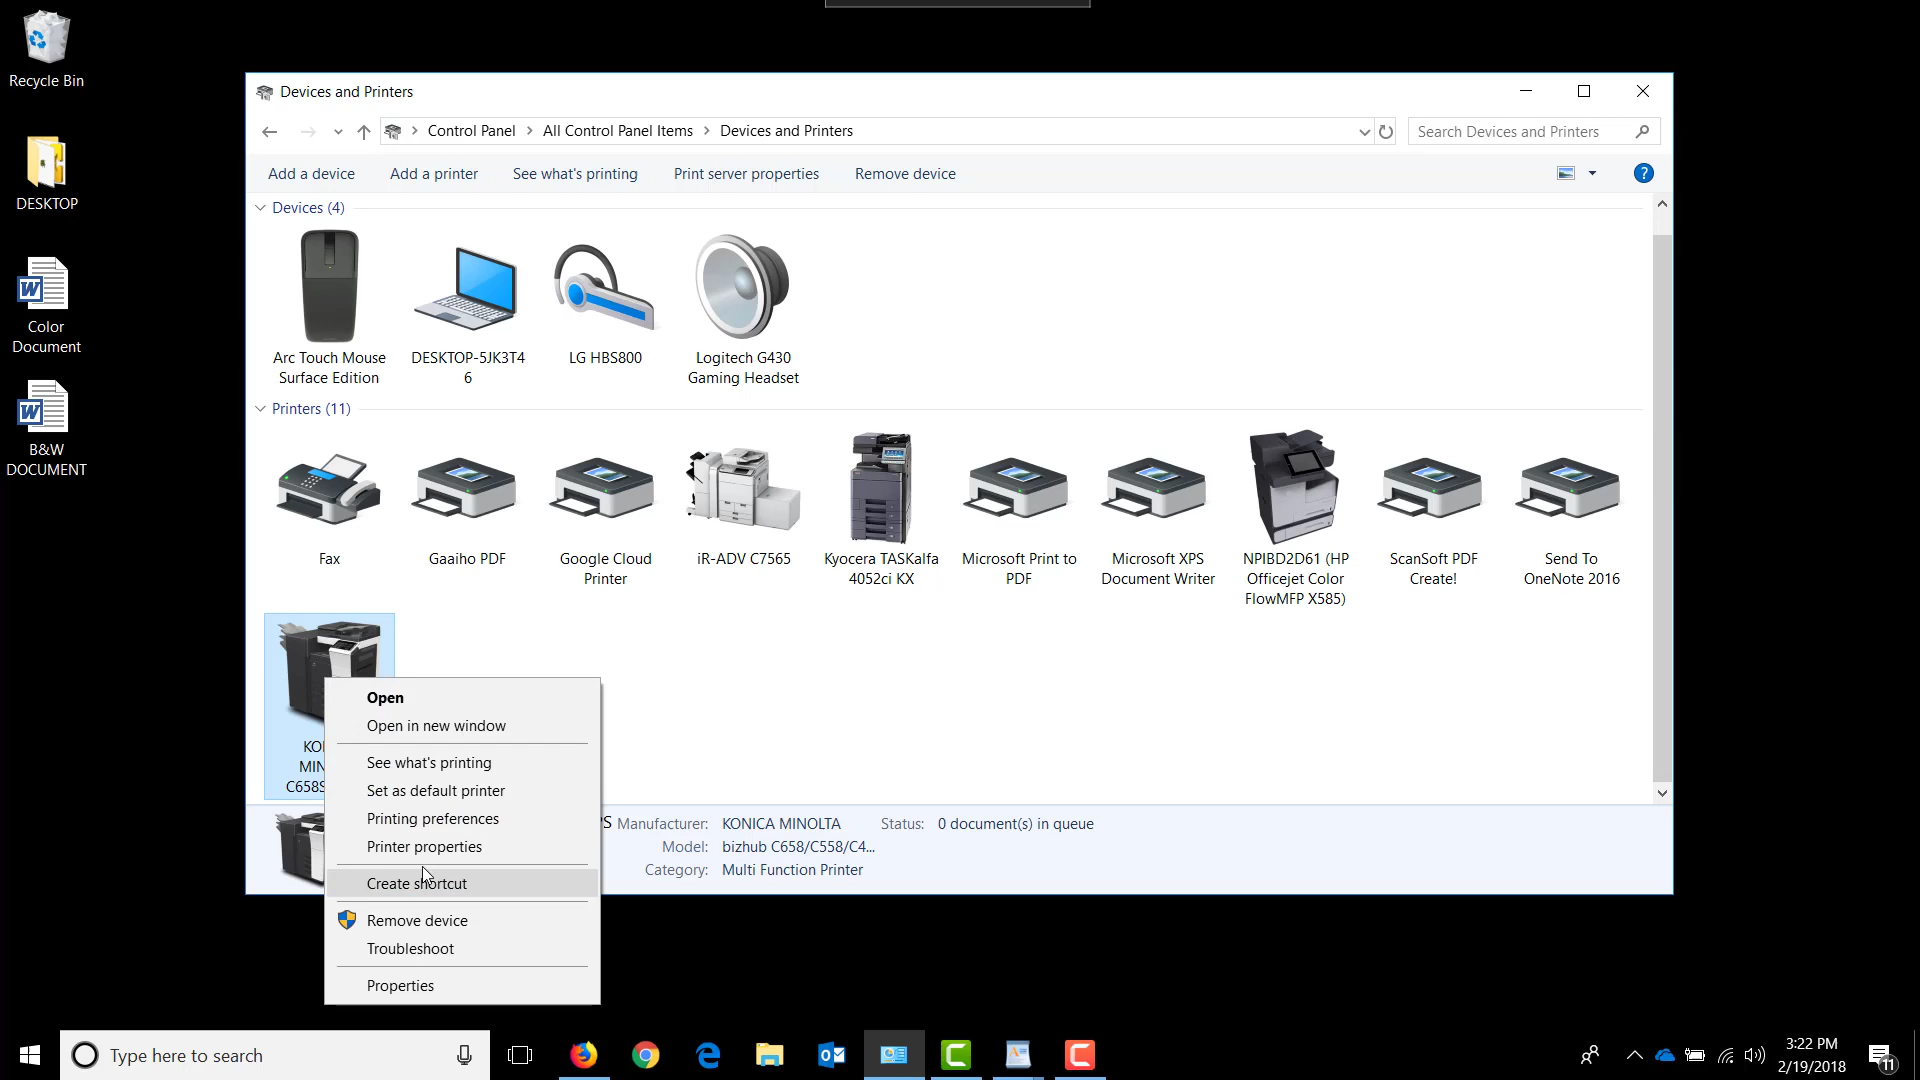 Recycle Bin
DESKTOP
Color
Document
B&W
DOCUMENT
Devices and Printers
Control Panel
All Control Panel Items
Devices and Printers
Search Devices and Printers
Add a device
Add a printer
See what's printing
Print server properties
Remove device
?
Devices (4)
Arc Touch Mouse
Surface Edition
DESKTOP-5JK3T4
6
LG HBS800
Logitech G430
Gaming Headset
Printers (11)
Fax
Gaaiho PDF
Google Cloud
Printer
iR-ADV C7565
Kyocera TASKalfa
4052ci KX
Microsoft Print to
PDF
Microsoft XPS
Document Writer
NPIBD2D61 (HP
Officejet Color
FlowMFP X585)
ScanSoft PDF
Create!
Send To
OneNote 2016
KO
MIN
C658S
Open
Open in new window
See what's printing
Set as default printer
Printing preferences
Printer properties
Create shortcut
Remove device
Troubleshoot
Properties
PS Manufacturer: KONICA MINOLTA Status: 0 document(s) in queue
Model: bizhub C658/C558/C4...
Category: Multi Function Printer
Type here to search
3:22 PM
2/19/2018
11